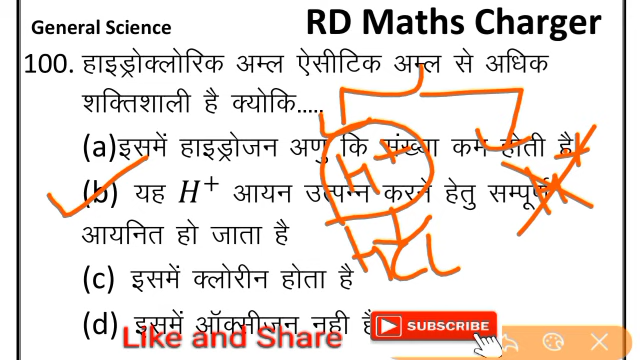 General Science RD Maths Charger
100. हाइड्रोक्लोरिक अम्ल ऐसीटिक अम्ल से अधिक
शक्तिशाली है क्योकि.....
(a)इसमें हाइड्रोजन अणु कि संख्या कम होती है
(b) यह H⁺ आयन उत्पन्न करने हेतु सम्पूर्ण
आयनित हो जाता है
(c) इसमें क्लोरीन होता है
(d) इसमें ऑक्सीजन नही है
H⁺
HCl
Like and Share SUBSCRIBE